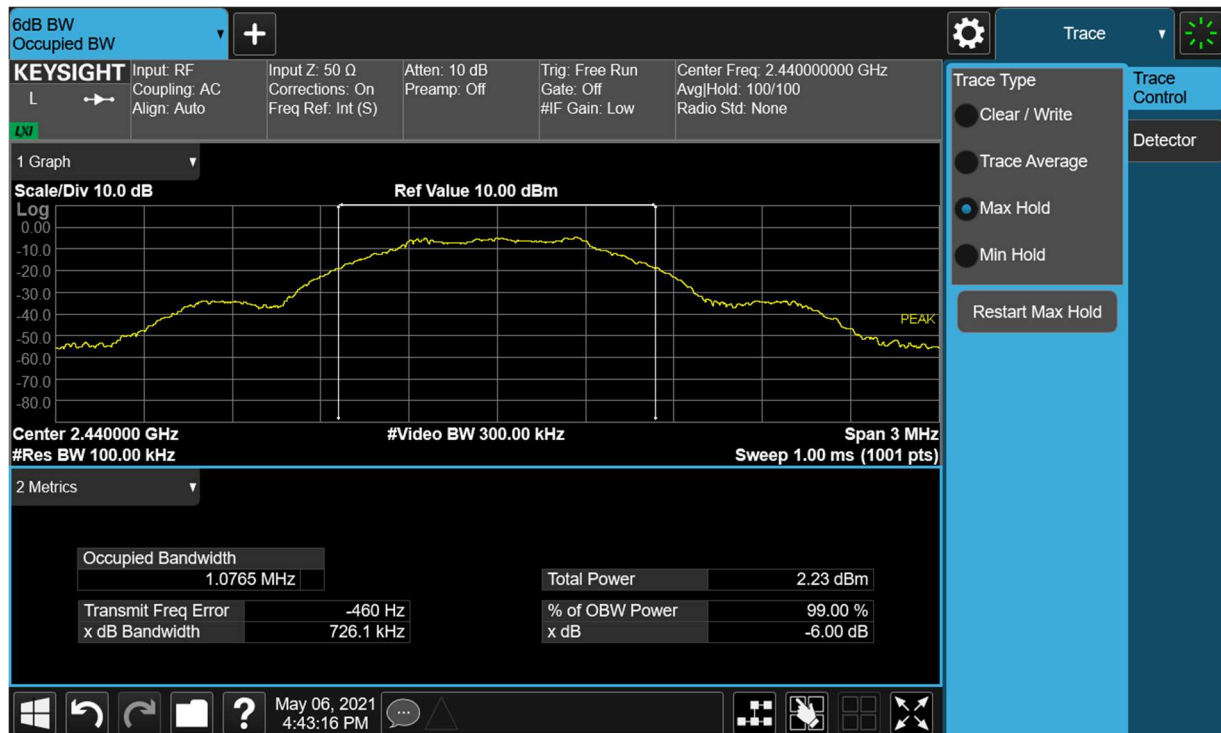 6dB BW
Occupied BW
Trace
KEYSIGHT
L
LXI
Input: RF
Coupling: AC
Align: Auto
Input Z: 50 Ω
Corrections: On
Freq Ref: Int (S)
Atten: 10 dB
Preamp: Off
Trig: Free Run
Gate: Off
#IF Gain: Low
Center Freq: 2.440000000 GHz
Avg|Hold: 100/100
Radio Std: None
Trace Type
Clear / Write
Trace Average
Max Hold
Min Hold
Restart Max Hold
Trace
Control
Detector
1 Graph
Scale/Div 10.0 dB
Ref Value 10.00 dBm
Log
0.00
-10.0
-20.0
-30.0
-40.0
-50.0
-60.0
-70.0
-80.0
PEAK
Center 2.440000 GHz
#Video BW 300.00 kHz
Span 3 MHz
#Res BW 100.00 kHz
Sweep 1.00 ms (1001 pts)
2 Metrics
Occupied Bandwidth
1.0765 MHz
Total Power 2.23 dBm
Transmit Freq Error -460 Hz
% of OBW Power 99.00 %
x dB Bandwidth 726.1 kHz
x dB -6.00 dB
?
May 06, 2021
4:43:16 PM